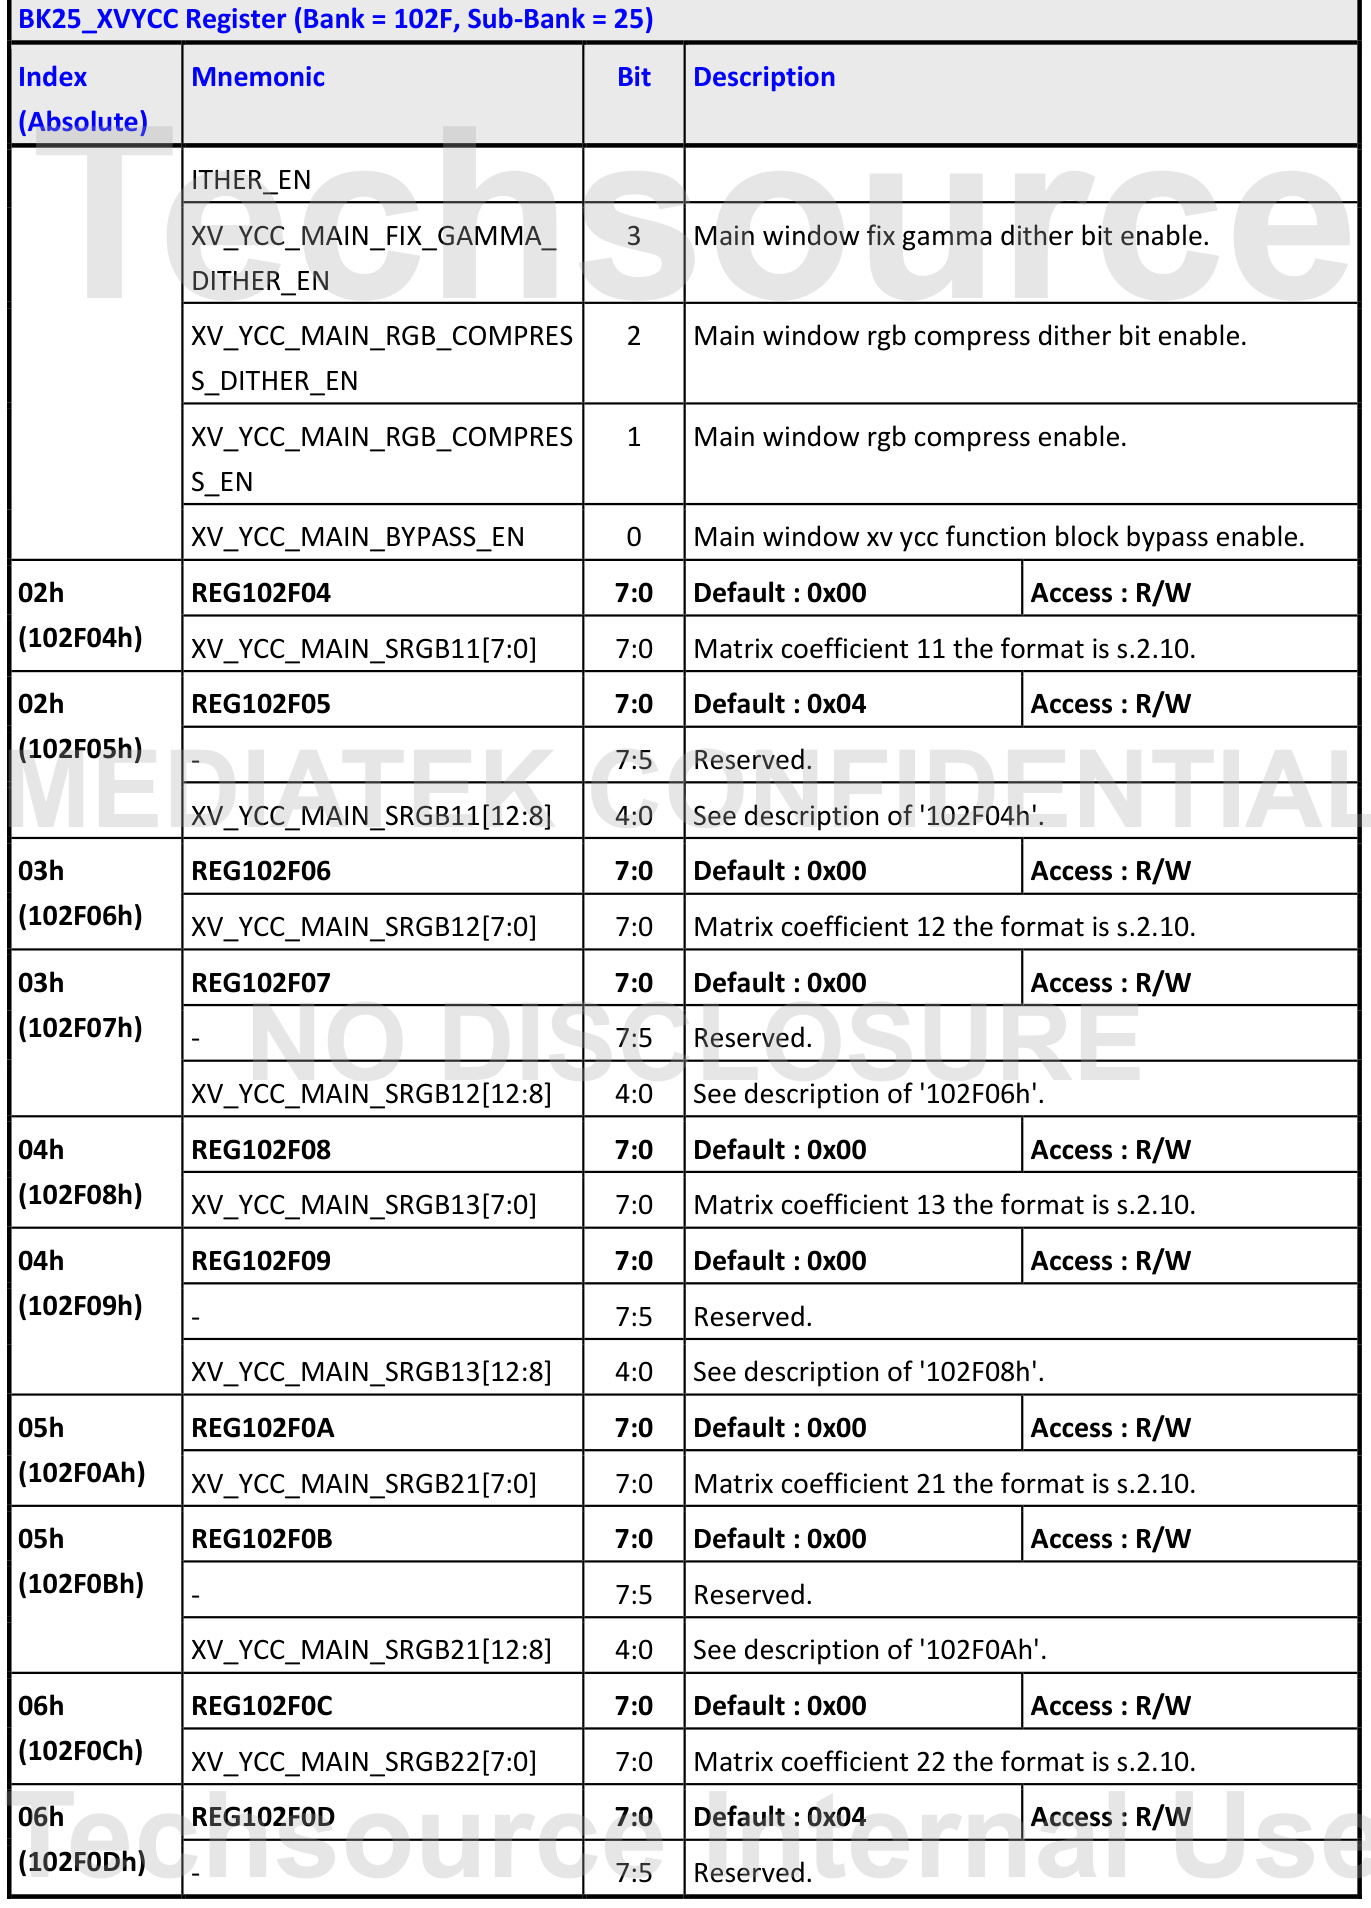 BK25_XVYCC Register (Bank = 102F, Sub-Bank = 25)
Index Mnemonic Bit Description
(Absolute)
ITHER_EN
XV_YCC_MAIN_FIX_GAMMA_ 3 Main window fix gamma dither bit enable.
DITHER_EN
XV_YCC_MAIN_RGB_COMPRES 2 Main window rgb compress dither bit enable.
S_DITHER_EN
XV_YCC_MAIN_RGB_COMPRES 1 Main window rgb compress enable.
S_EN
XV_YCC_MAIN_BYPASS_EN 0 Main window xv ycc function block bypass enable.
02h REG102F04 7:0 Default : 0x00 Access : R/W
(102F04h) XV_YCC_MAIN_SRGB11[7:0] 7:0 Matrix coefficient 11 the format is s.2.10.
02h REG102F05 7:0 Default : 0x04 Access : R/W
(102F05h) - 7:5 Reserved.
XV_YCC_MAIN_SRGB11[12:8] 4:0 See description of '102F04h'.
03h REG102F06 7:0 Default : 0x00 Access : R/W
(102F06h) XV_YCC_MAIN_SRGB12[7:0] 7:0 Matrix coefficient 12 the format is s.2.10.
03h REG102F07 7:0 Default : 0x00 Access : R/W
(102F07h) - 7:5 Reserved.
XV_YCC_MAIN_SRGB12[12:8] 4:0 See description of '102F06h'.
04h REG102F08 7:0 Default : 0x00 Access : R/W
(102F08h) XV_YCC_MAIN_SRGB13[7:0] 7:0 Matrix coefficient 13 the format is s.2.10.
04h REG102F09 7:0 Default : 0x00 Access : R/W
(102F09h) - 7:5 Reserved.
XV_YCC_MAIN_SRGB13[12:8] 4:0 See description of '102F08h'.
05h REG102F0A 7:0 Default : 0x00 Access : R/W
(102F0Ah) XV_YCC_MAIN_SRGB21[7:0] 7:0 Matrix coefficient 21 the format is s.2.10.
05h REG102F0B 7:0 Default : 0x00 Access : R/W
(102F0Bh) - 7:5 Reserved.
XV_YCC_MAIN_SRGB21[12:8] 4:0 See description of '102F0Ah'.
06h REG102F0C 7:0 Default : 0x00 Access : R/W
(102F0Ch) XV_YCC_MAIN_SRGB22[7:0] 7:0 Matrix coefficient 22 the format is s.2.10.
06h REG102F0D 7:0 Default : 0x04 Access : R/W
(102F0Dh) - 7:5 Reserved.
Techsource
MEDIATEK CONFIDENTIAL
NO DISCLOSURE
Techsource Internal Use